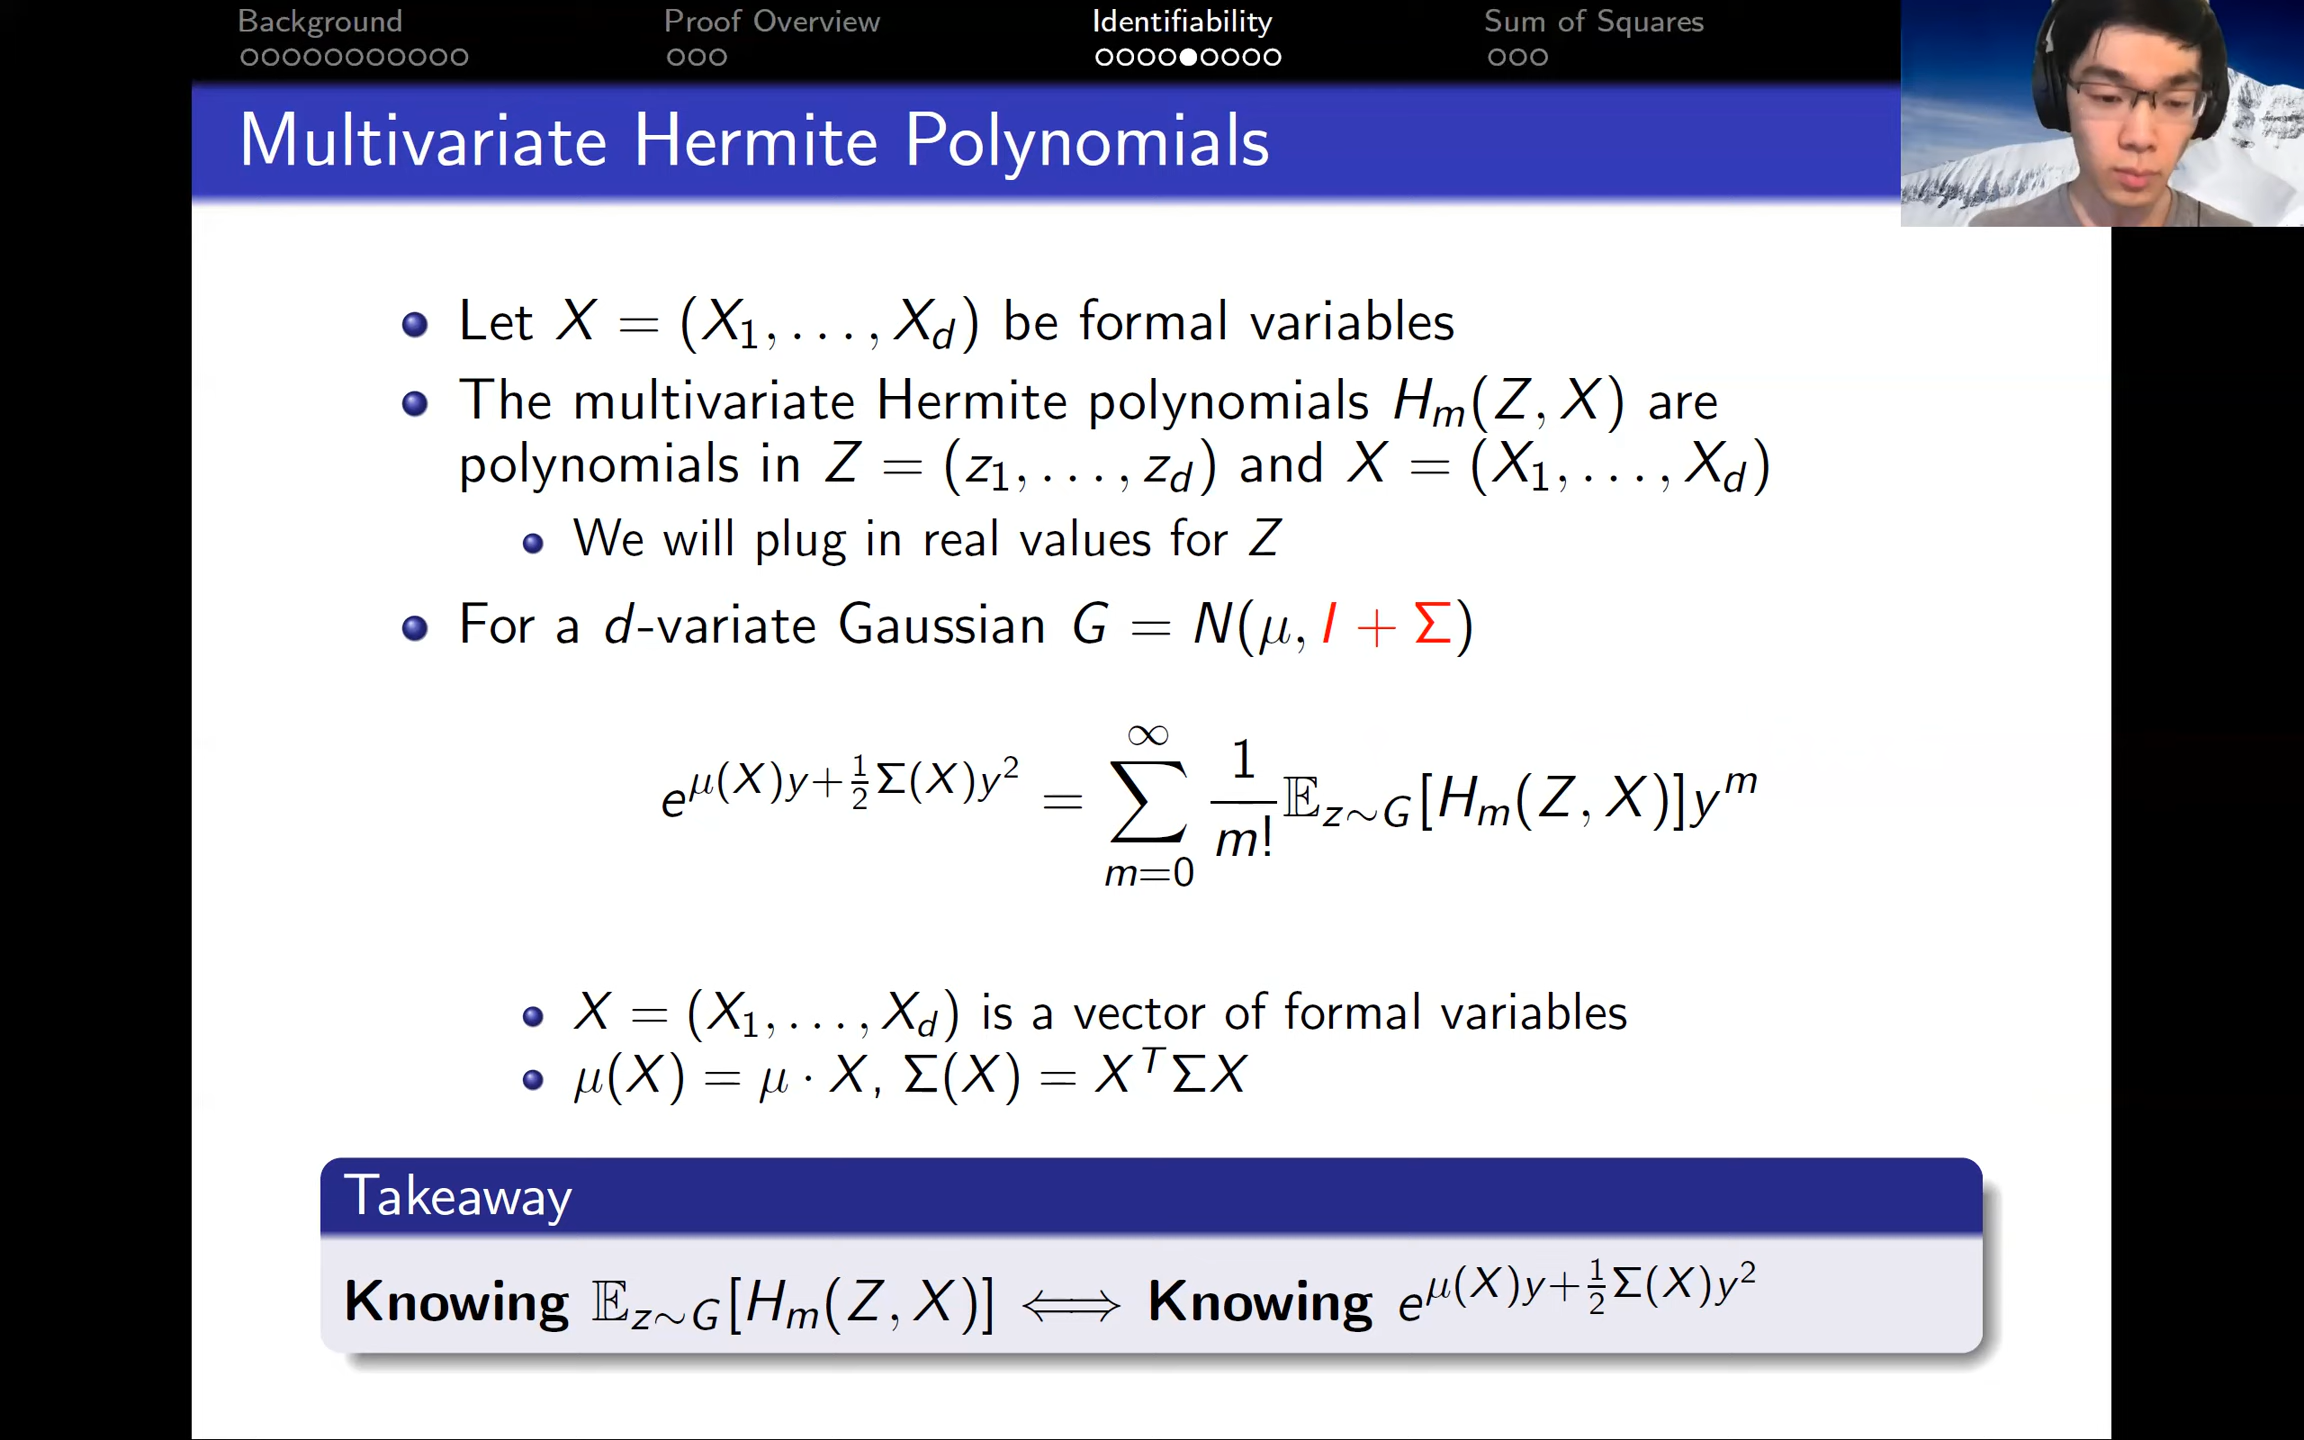 Background Proof Overview Identifiability Sum of Squares
Multivariate Hermite Polynomials
Let X = (X₁, . . . , X_d) be formal variables
The multivariate Hermite polynomials H_m(Z, X) are
polynomials in Z = (z₁, . . . , z_d) and X = (X₁, . . . , X_d)
We will plug in real values for Z
For a d-variate Gaussian G = N(μ, I + Σ)
e^{μ(X)y+½Σ(X)y²} = ∑_{m=0}^{∞} \frac{1}{m!} 𝔼_{z∼G}[H_m(Z, X)]y^m
X = (X₁, . . . , X_d) is a vector of formal variables
μ(X) = μ · X, Σ(X) = X^TΣX
Takeaway
Knowing 𝔼_{z∼G}[H_m(Z, X)] ⟺ Knowing e^{μ(X)y+½Σ(X)y²}